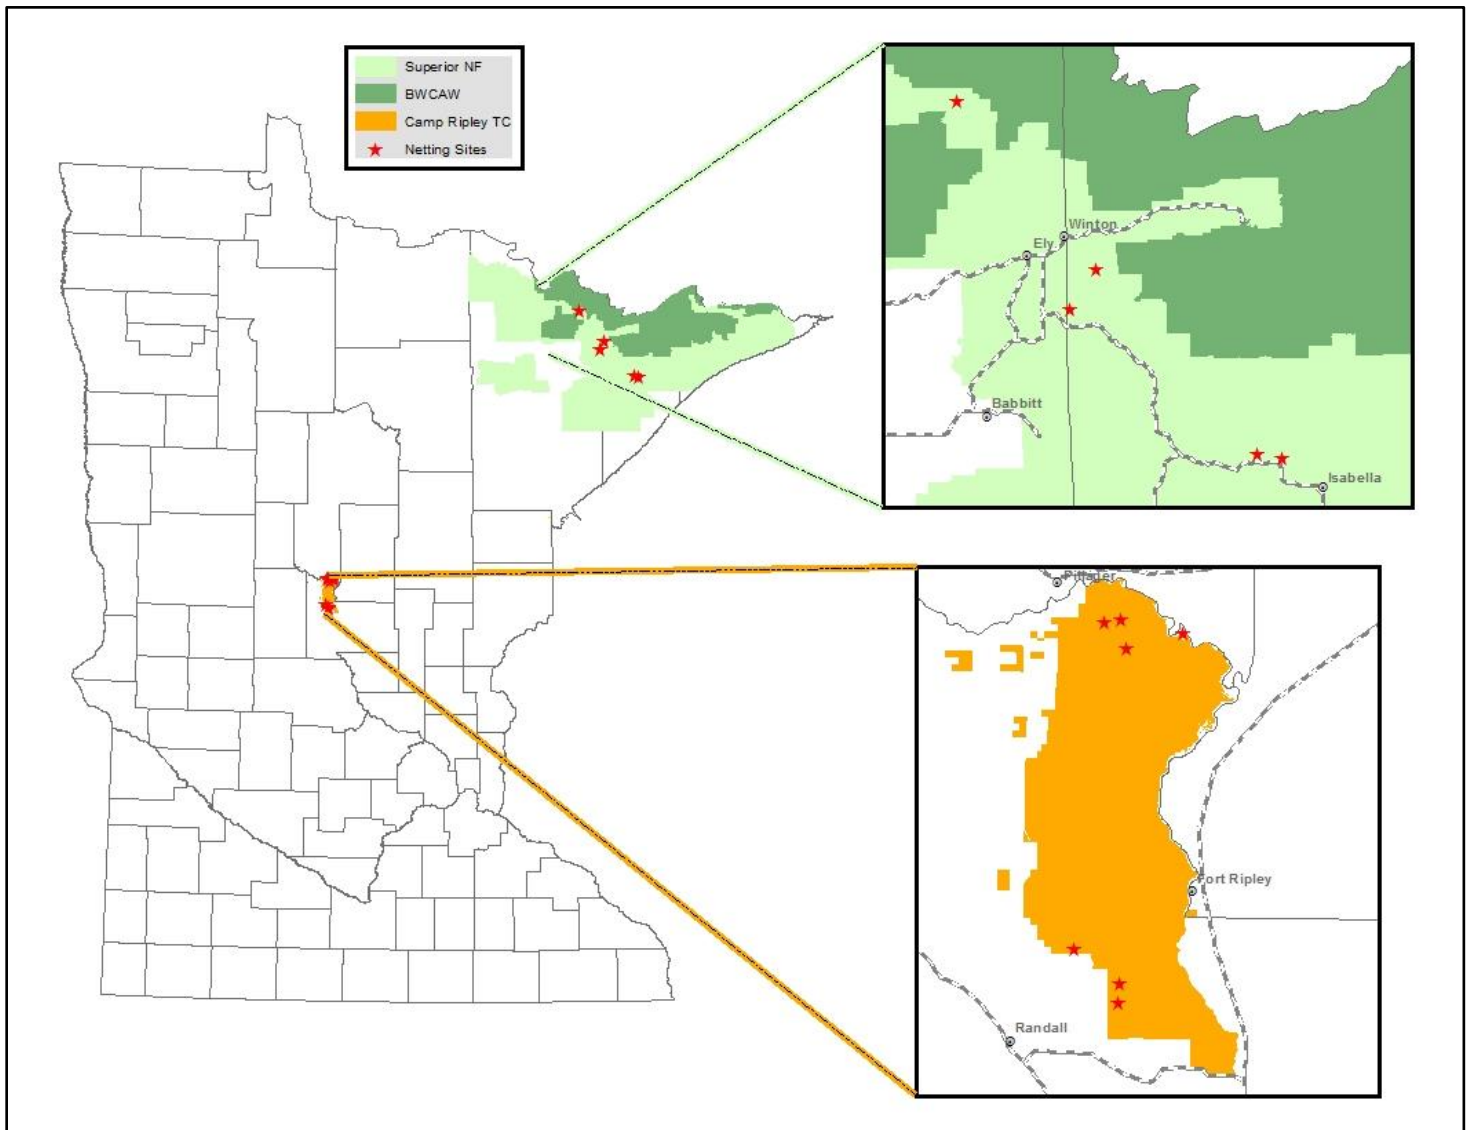 Superior NF
BWCAW
Camp Ripley TC
Netting Sites
Winton
Ely
Babbitt
Isabella
Pillager
Fort Ripley
Randall